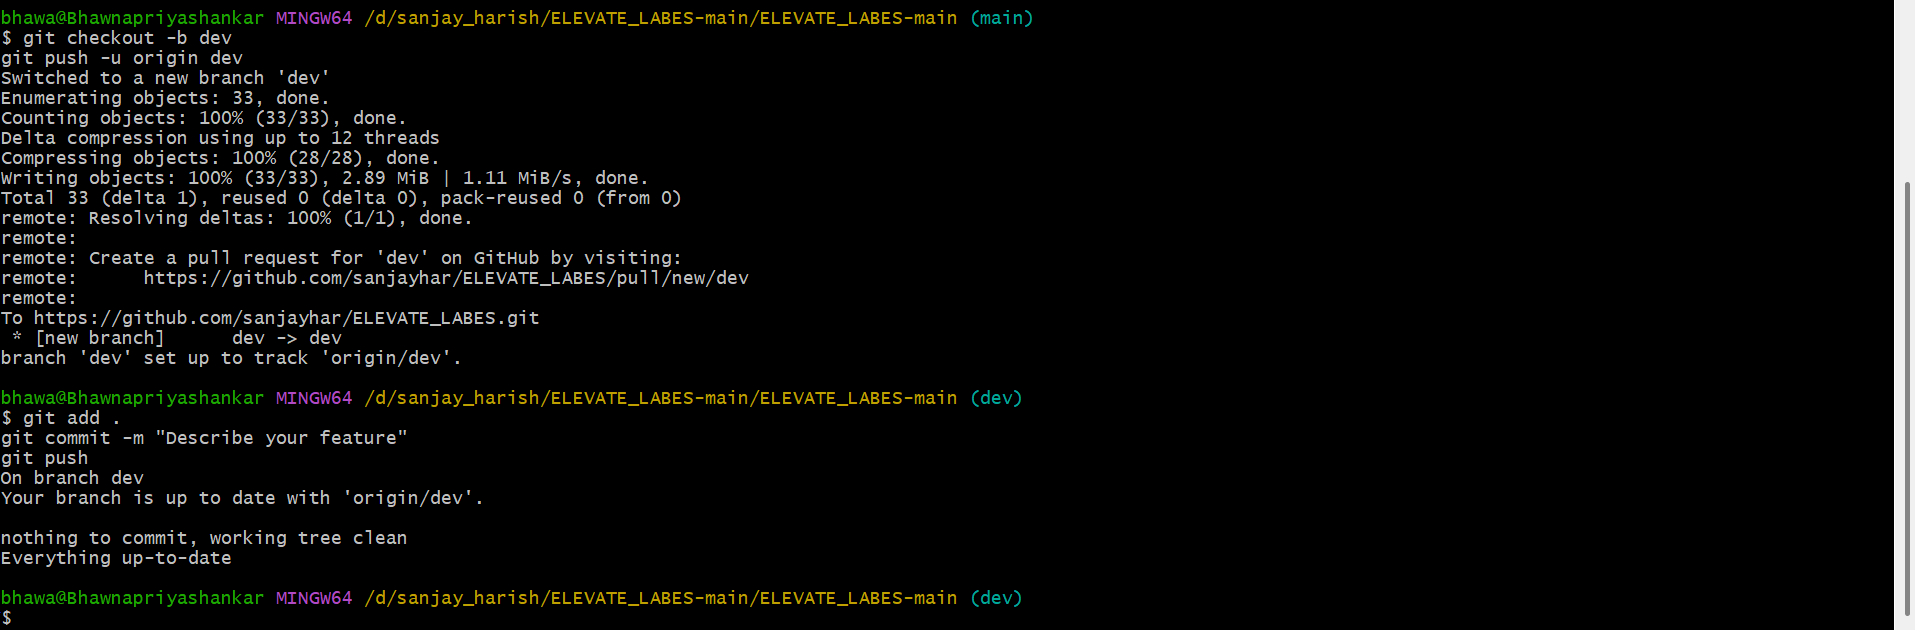 bhawa@Bhawnapriyashankar MINGW64 /d/sanjay_harish/ELEVATE_LABES-main/ELEVATE_LABES-main (main)
$ git checkout -b dev
git push -u origin dev
Switched to a new branch 'dev'
Enumerating objects: 33, done.
Counting objects: 100% (33/33), done.
Delta compression using up to 12 threads
Compressing objects: 100% (28/28), done.
Writing objects: 100% (33/33), 2.89 MiB | 1.11 MiB/s, done.
Total 33 (delta 1), reused 0 (delta 0), pack-reused 0 (from 0)
remote: Resolving deltas: 100% (1/1), done.
remote:
remote: Create a pull request for 'dev' on GitHub by visiting:
remote:      https://github.com/sanjayhar/ELEVATE_LABES/pull/new/dev
remote:
To https://github.com/sanjayhar/ELEVATE_LABES.git
 * [new branch]      dev -> dev
branch 'dev' set up to track 'origin/dev'.

bhawa@Bhawnapriyashankar MINGW64 /d/sanjay_harish/ELEVATE_LABES-main/ELEVATE_LABES-main (dev)
$ git add .
git commit -m "Describe your feature"
git push
On branch dev
Your branch is up to date with 'origin/dev'.

nothing to commit, working tree clean
Everything up-to-date

bhawa@Bhawnapriyashankar MINGW64 /d/sanjay_harish/ELEVATE_LABES-main/ELEVATE_LABES-main (dev)
$